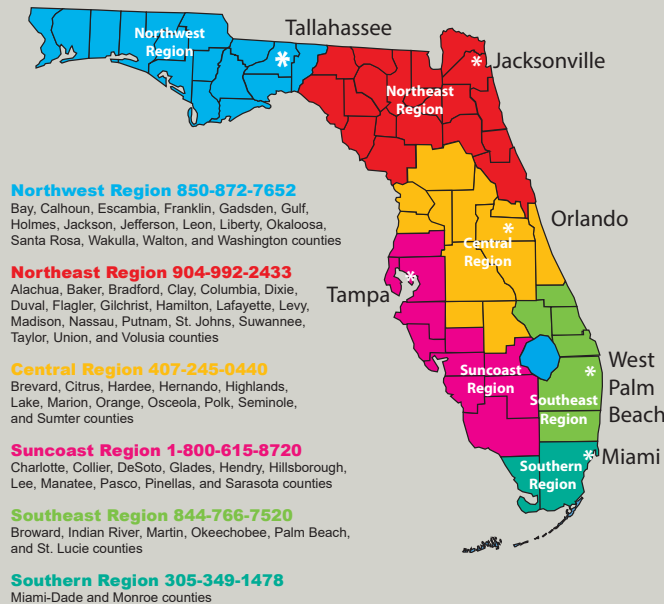 Northwest
Region
Tallahassee
*
*
Jacksonville
Northeast
Region
Northwest Region 850-872-7652
Bay, Calhoun, Escambia, Franklin, Gadsden, Gulf,
Holmes, Jackson, Jefferson, Leon, Liberty, Okaloosa,
Santa Rosa, Wakulla, Walton, and Washington counties
Orlando
*
Central
Region
Northeast Region 904-992-2433
Alachua, Baker, Bradford, Clay, Columbia, Dixie,
Duval, Flagler, Gilchrist, Hamilton, Lafayette, Levy,
Madison, Nassau, Putnam, St. Johns, Suwannee,
Taylor, Union, and Volusia counties
*
Tampa
Central Region 407-245-0440
Brevard, Citrus, Hardee, Hernando, Highlands,
Lake, Marion, Orange, Osceola, Polk, Seminole,
and Sumter counties
Suncoast
Region
*
West
Palm
Beach
Southeast
Region
Suncoast Region 1-800-615-8720
Charlotte, Collier, DeSoto, Glades, Hendry, Hillsborough,
Lee, Manatee, Pasco, Pinellas, and Sarasota counties
*
Miami
Southern
Region
Southeast Region 844-766-7520
Broward, Indian River, Martin, Okeechobee, Palm Beach,
and St. Lucie counties
Southern Region 305-349-1478
Miami-Dade and Monroe counties